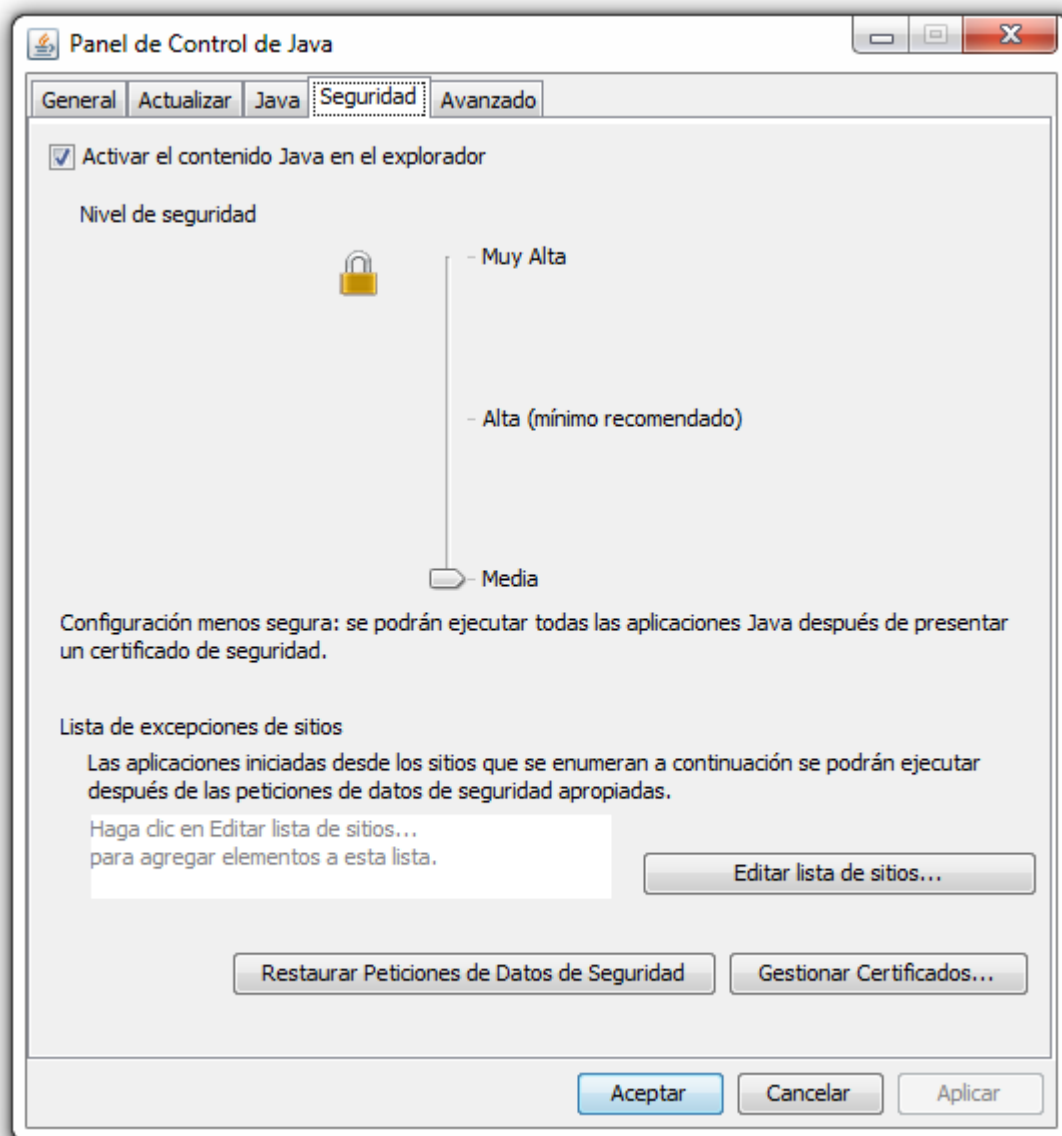 Panel de Control de Java
General Actualizar Java Seguridad Avanzado
Activar el contenido Java en el explorador
Nivel de seguridad
Muy Alta
Alta (mínimo recomendado)
Media
Configuración menos segura: se podrán ejecutar todas las aplicaciones Java después de presentar
un certificado de seguridad.
Lista de excepciones de sitios
Las aplicaciones iniciadas desde los sitios que se enumeran a continuación se podrán ejecutar
después de las peticiones de datos de seguridad apropiadas.
Haga clic en Editar lista de sitios...
para agregar elementos a esta lista.
Editar lista de sitios...
Restaurar Peticiones de Datos de Seguridad Gestionar Certificados...
Aceptar Cancelar Aplicar